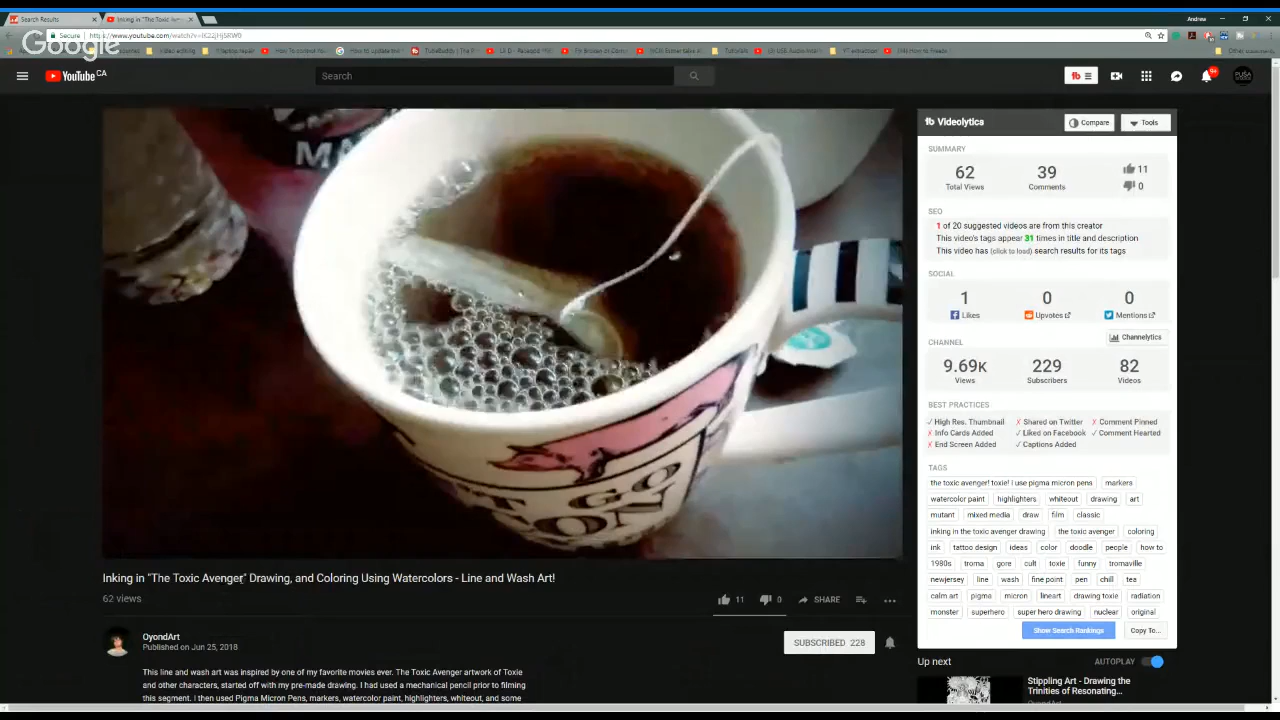 Search Results
Inking in "The Toxic Aven
Andrew
Secure
Google
YouTube CA
Search
MA
Inking in "The Toxic Avenger" Drawing, and Coloring Using Watercolors - Line and Wash Art!
62 views
11 0 SHARE
OyondArt
Published on Jun 25, 2018
SUBSCRIBED 228
This line and wash art was inspired by one of my favorite movies ever. The Toxic Avenger artwork of Toxie
and other characters, started off with my pre-made drawing. I had used a mechanical pencil prior to filming
this segment. I then used Pigma Micron Pens, markers, watercolor paint, highlighters, whiteout, and some
tb Videolytics Compare Tools
SUMMARY
62 39 11
Total Views Comments 0
SEO
1 of 20 suggested videos are from this creator
This video's tags appear 31 times in title and description
This video has (click to load) search results for its tags
SOCIAL
1 0 0
Likes Upvotes Mentions
CHANNEL Channelytics
9.69K 229 82
Views Subscribers Videos
BEST PRACTICES
High Res. Thumbnail Shared on Twitter Comment Pinned
Info Cards Added Liked on Facebook Comment Hearted
End Screen Added Captions Added
TAGS
the toxic avenger! toxie! i use pigma micron pens markers
watercolor paint highlighters whiteout drawing art
mutant mixed media draw film classic
inking in the toxic avenger drawing the toxic avenger coloring
ink tattoo design ideas color doodle people how to
1980s troma gore cult toxie funny tromaville
newjersey line wash fine point pen chill tea
calm art pigma micron lineart drawing toxie radiation
monster superhero super hero drawing nuclear original
Show Search Rankings Copy To...
Up next AUTOPLAY
Stippling Art - Drawing the
Trinities of Resonating...
OyondArt